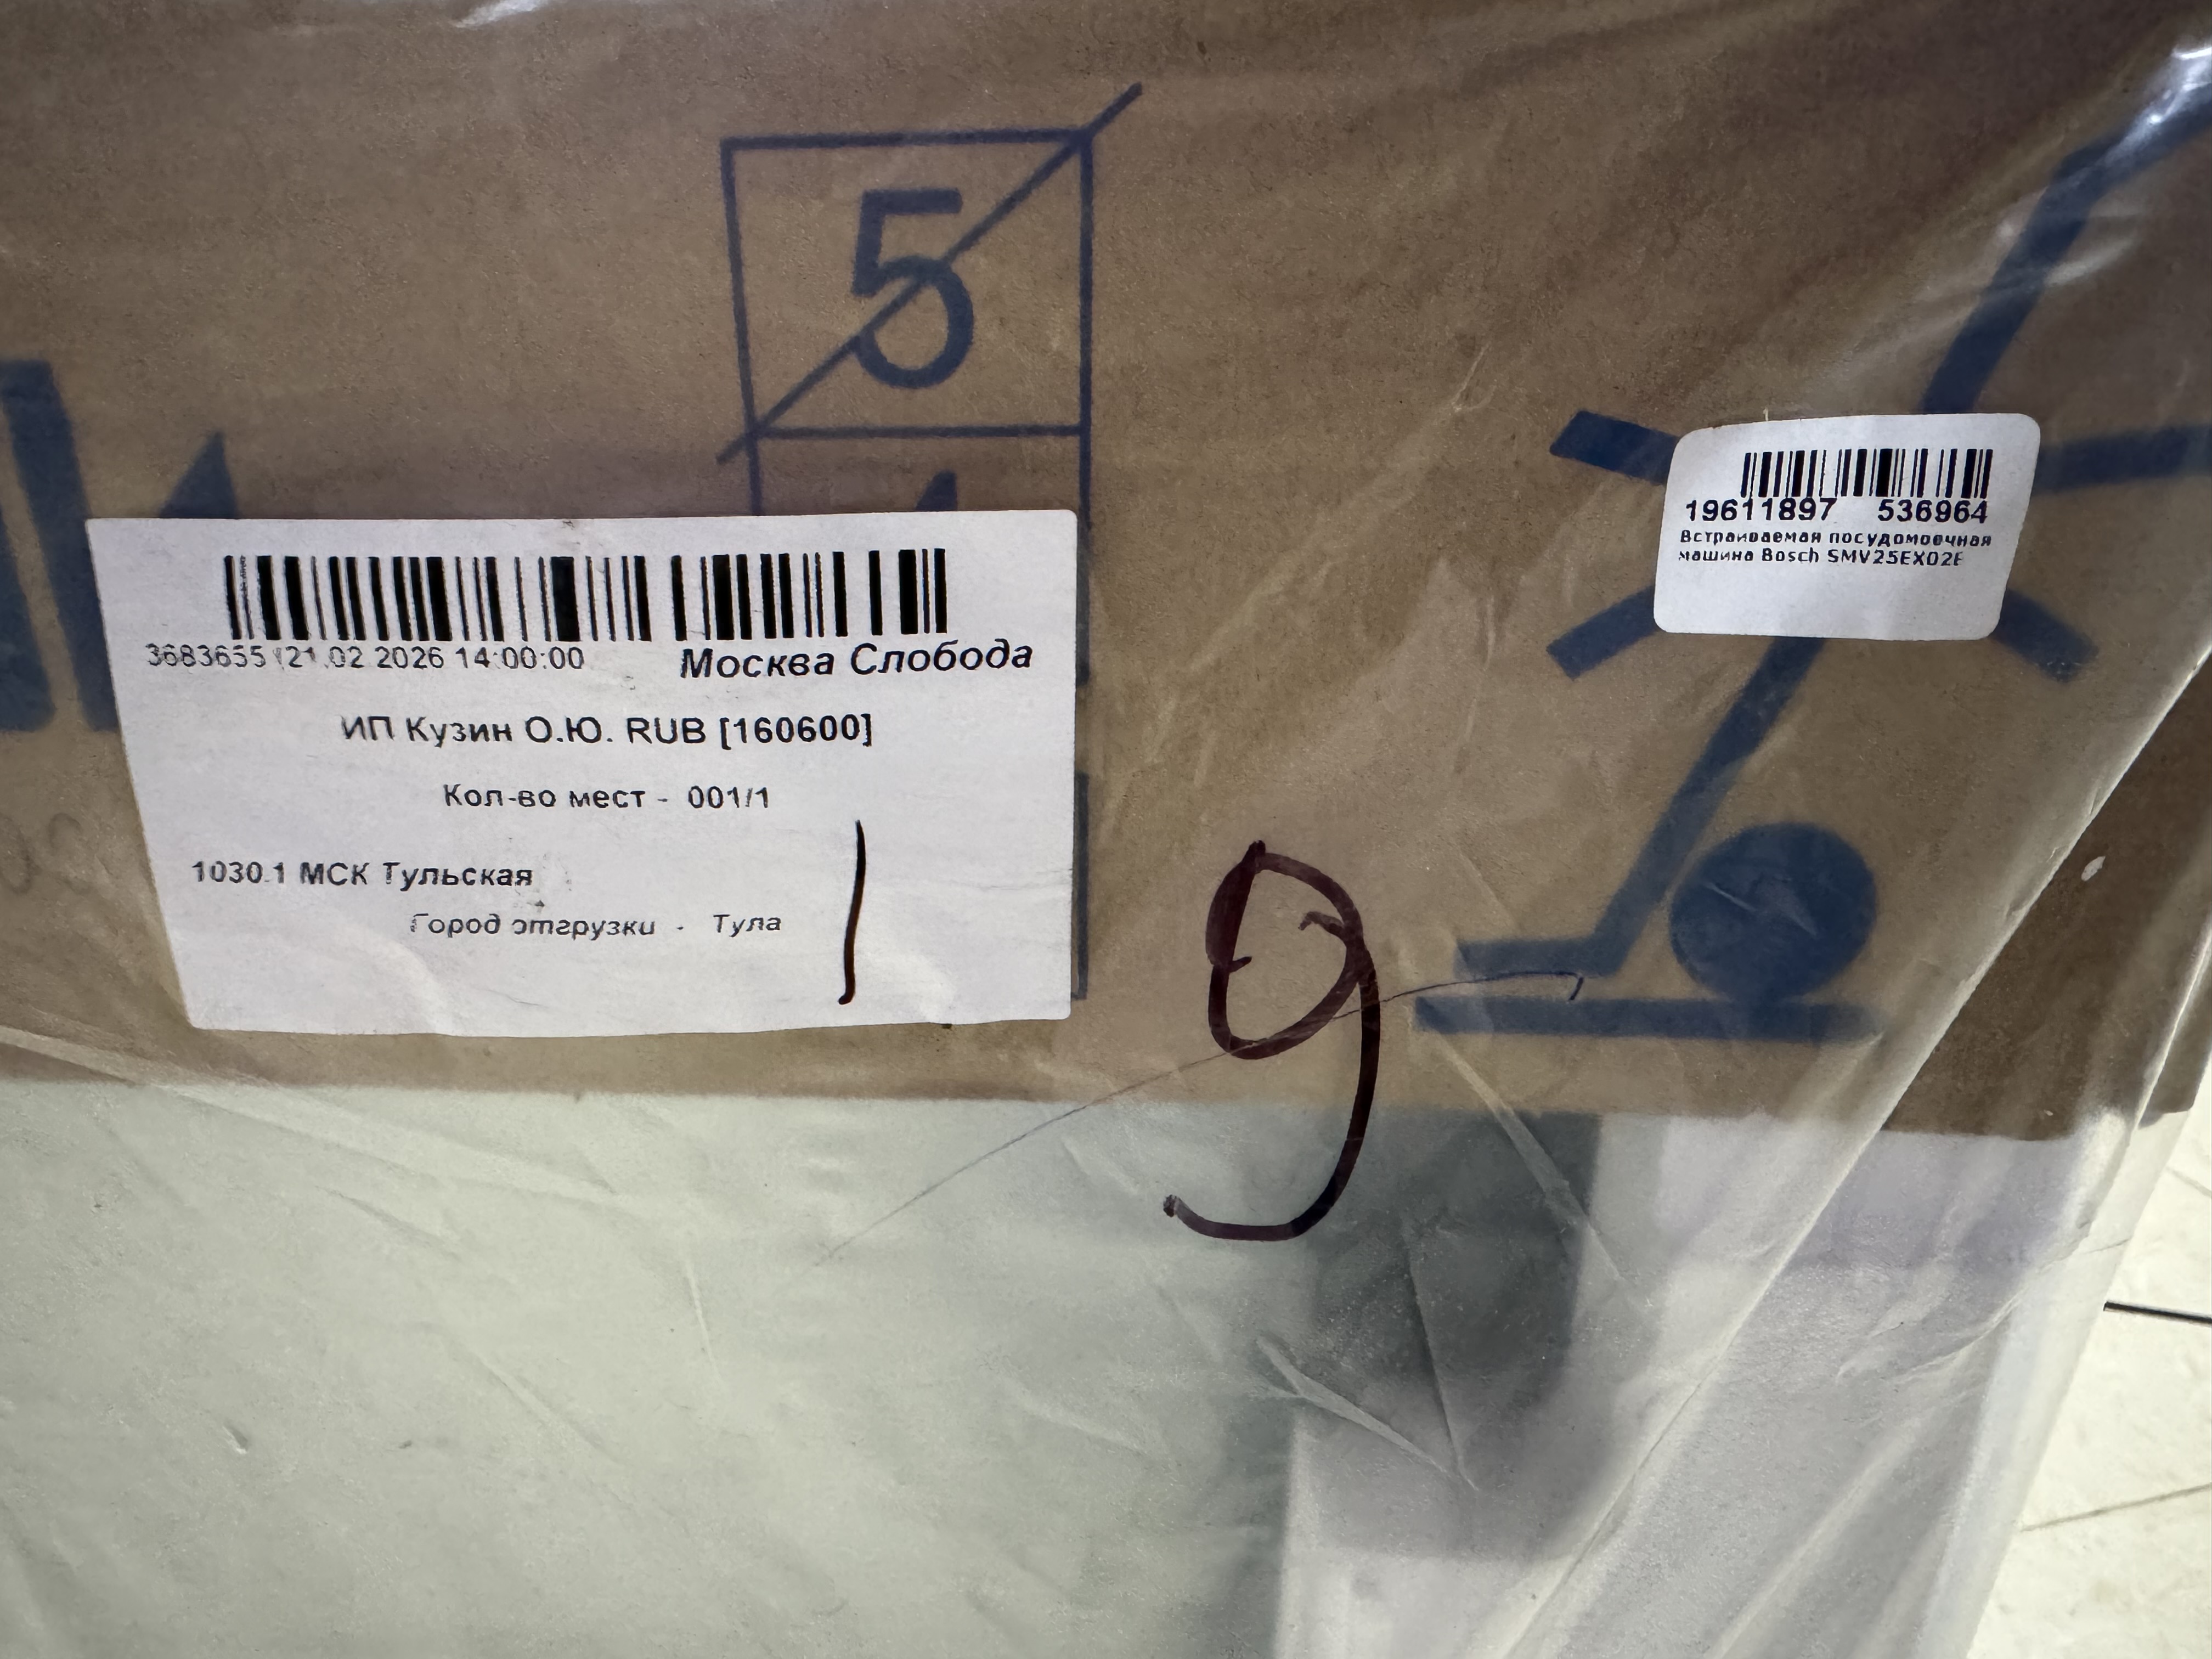 5
19611897 536964
Встраиваемая посудомоечная
машина Bosch SMV25EX02E
3683655 21.02 2026 14:00:00 Москва Слобода
ИП Кузин О.Ю. RUB [160600]
Кол-во мест - 001/1
1030.1 МСК Тульская
Город отгрузки - Тула
1
9